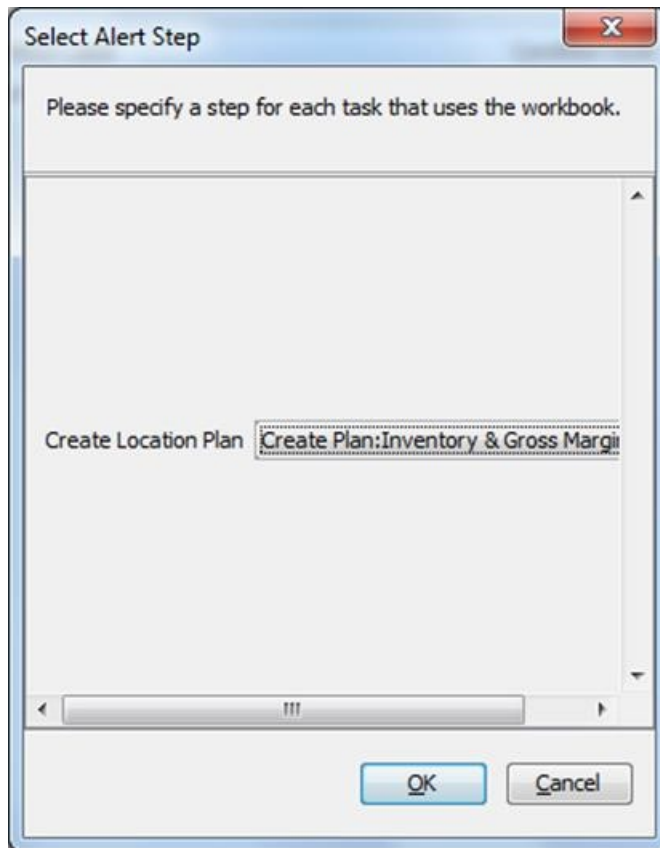 Select Alert Step
Please specify a step for each task that uses the workbook.
Create Location Plan Create Plan:Inventory & Gross Margi
OK Cancel